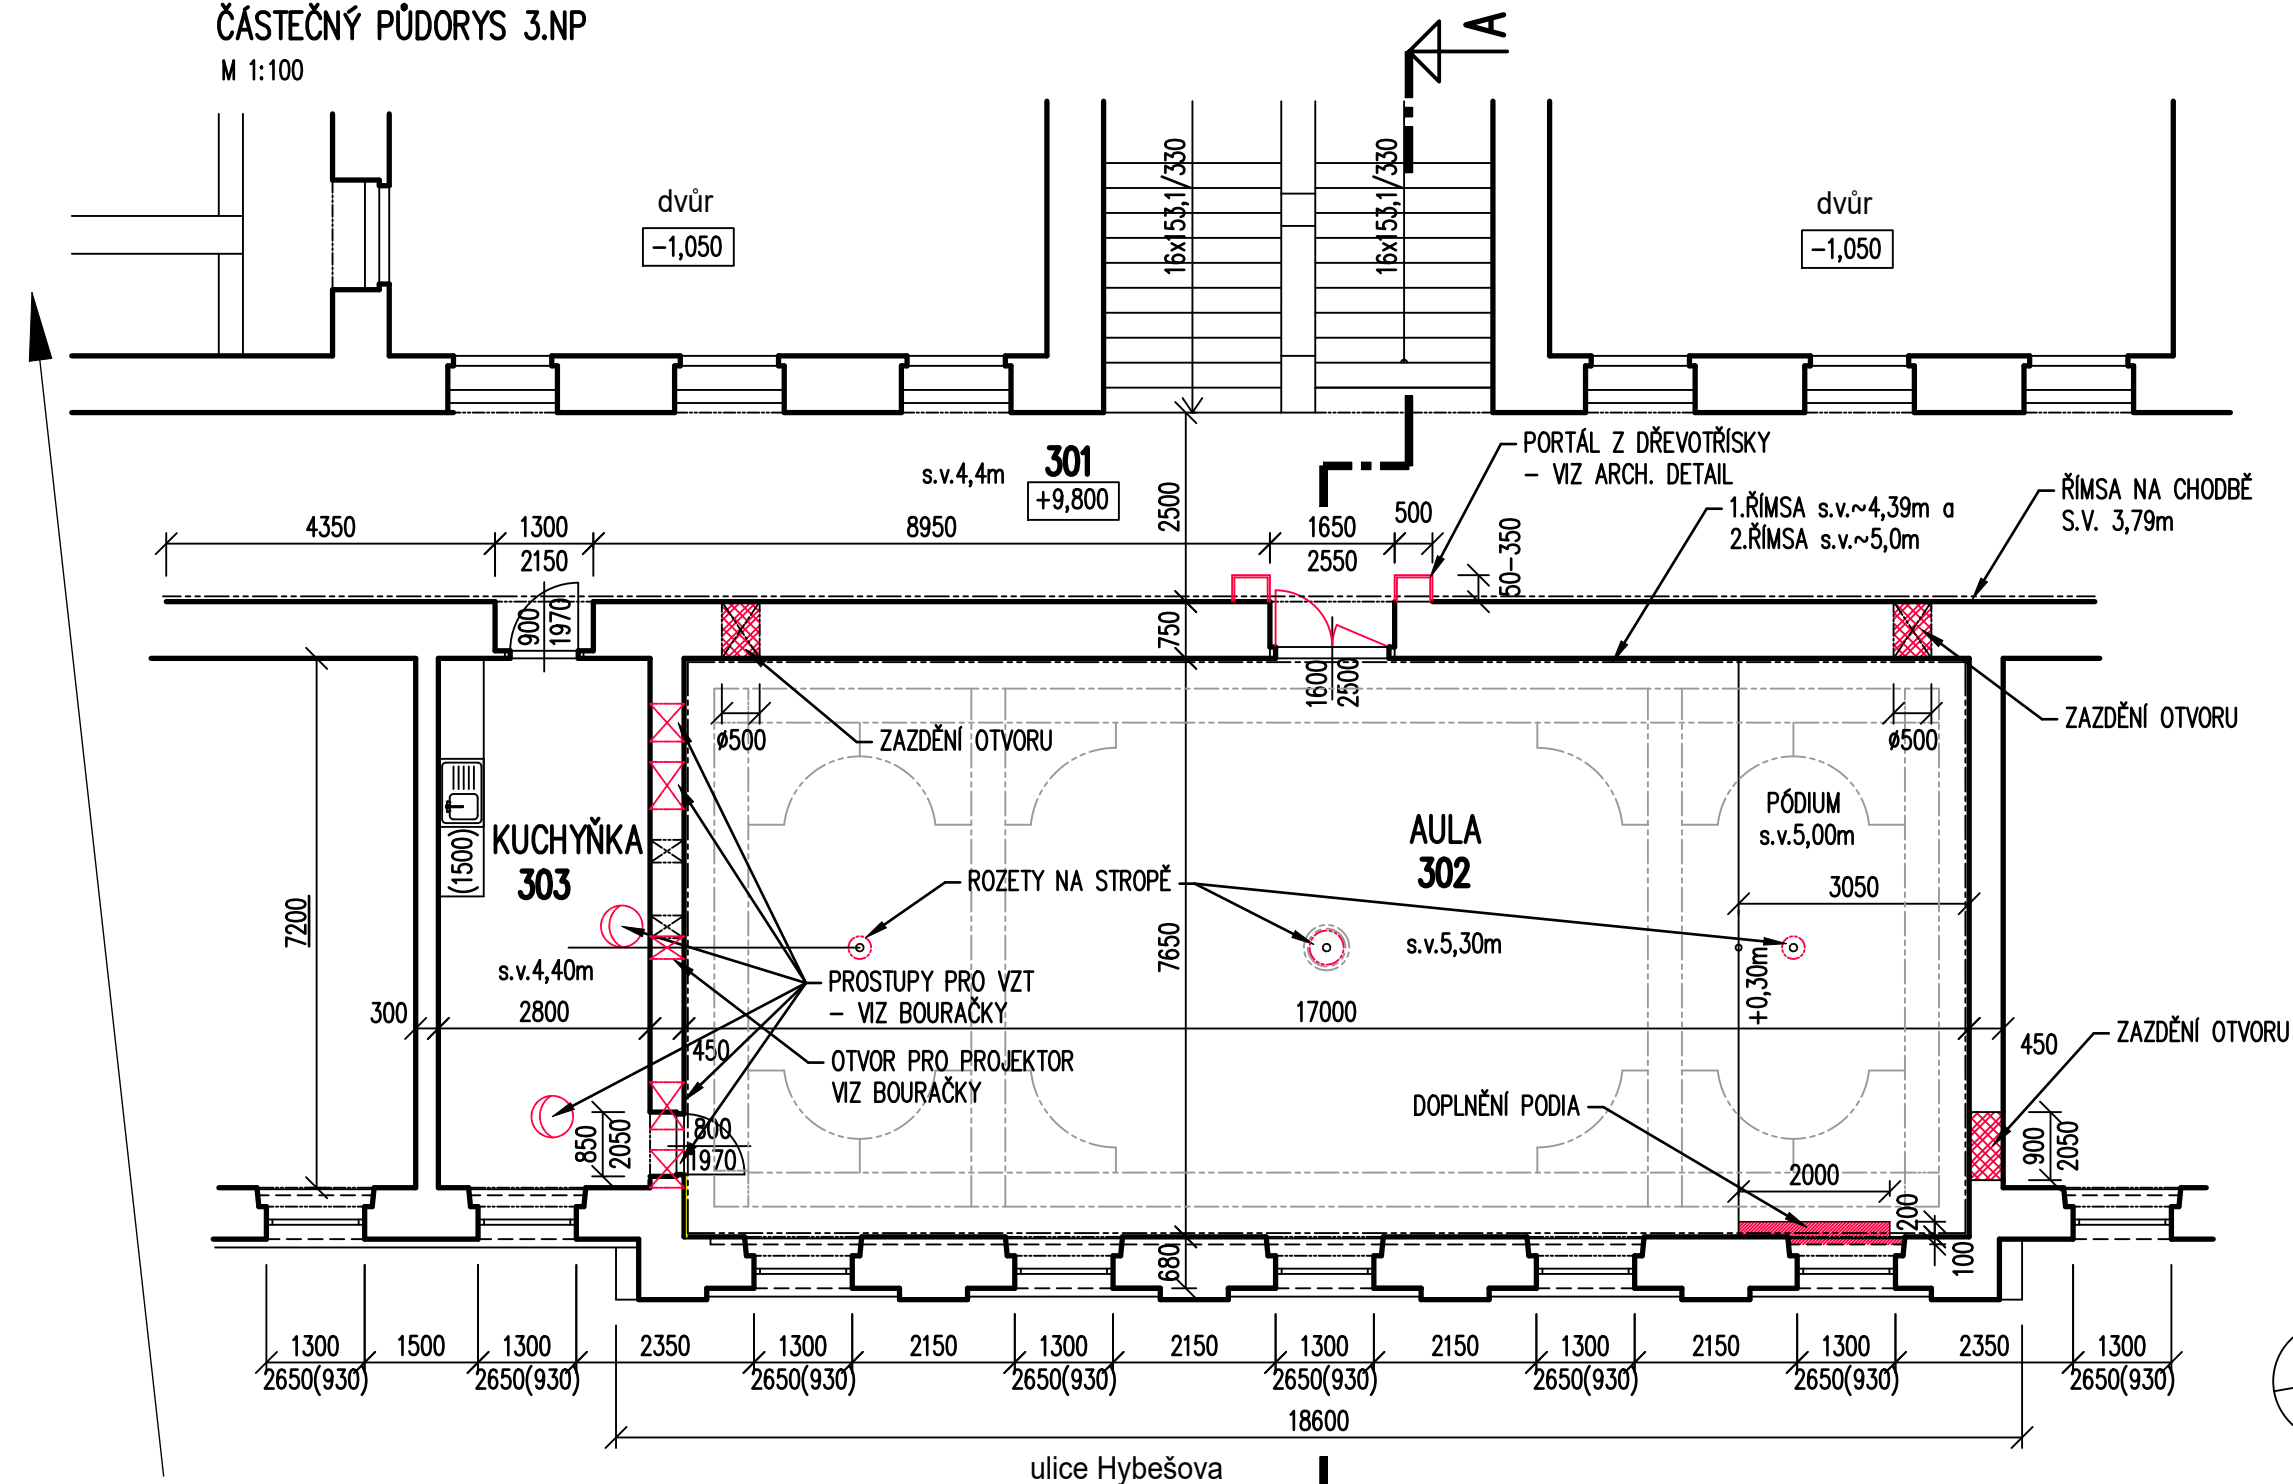 ČÁSTEČNÝ PŮDORYS 3.NP
M 1:100
A
dvůr
-1,050
16x153,1/330
16x153,1/330
dvůr
-1,050
s.v.4,4m
301
+9,800
2500
PORTÁL Z DŘEVOTŘÍSKY
- VIZ ARCH. DETAIL
1.ŘÍMSA s.v.~4,39m a
2.ŘÍMSA s.v.~5,0m
ŘÍMSA NA CHODBĚ
S.V. 3,79m
4350
1300
2150
8950
1650
2550
500
50-350
900
1970
750
1600
2500
ø500
ZAZDĚNÍ OTVORU
ø500
ZAZDĚNÍ OTVORU
KUCHYŇKA
303
(1500)
AULA
302
PÓDIUM
s.v.5,00m
3050
ROZETY NA STROPĚ
7200
s.v.4,40m
7650
s.v.5,30m
+0,30m
PROSTUPY PRO VZT
- VIZ BOURAČKY
300
2800
450
17000
450
ZAZDĚNÍ OTVORU
OTVOR PRO PROJEKTOR
VIZ BOURAČKY
DOPLNĚNÍ PODIA
850
2050
800
1970
900
2050
2000
200
100
680
1300
1500
1300
2350
1300
2150
1300
2150
1300
2150
1300
2150
1300
2350
1300
2650(930)
2650(930)
2650(930)
2650(930)
2650(930)
2650(930)
2650(930)
2650(930)
18600
ulice Hybešova